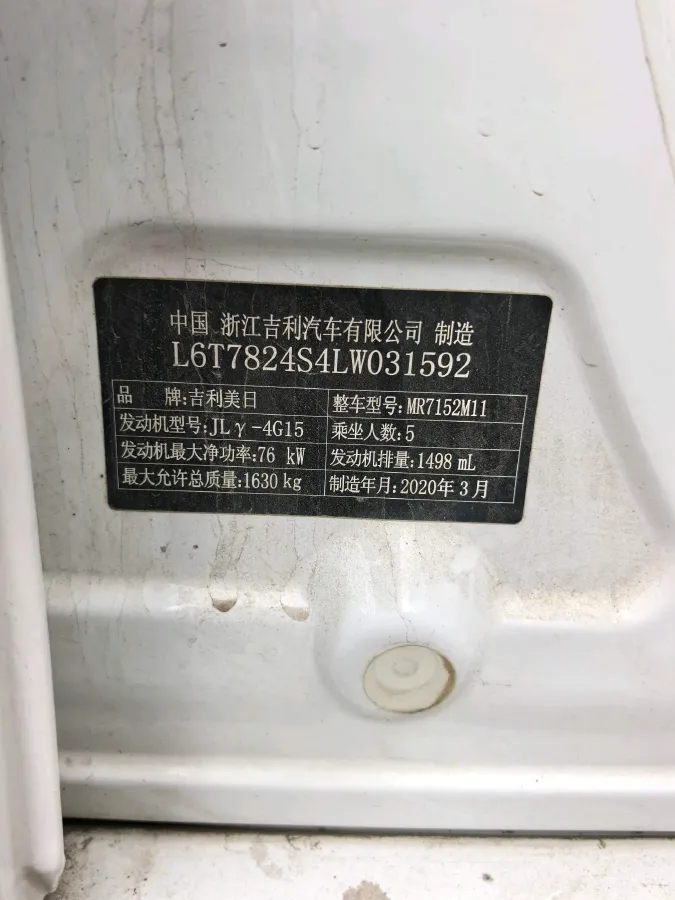 中国 浙江吉利汽车有限公司 制造
L6T7824S4LW031592
品 牌:吉利美日 整车型号:MR7152M11
发动机型号:JLγ-4G15 乘坐人数:5
发动机最大净功率:76 kW 发动机排量:1498 mL
最大允许总质量:1630 kg 制造年月:2020年3月